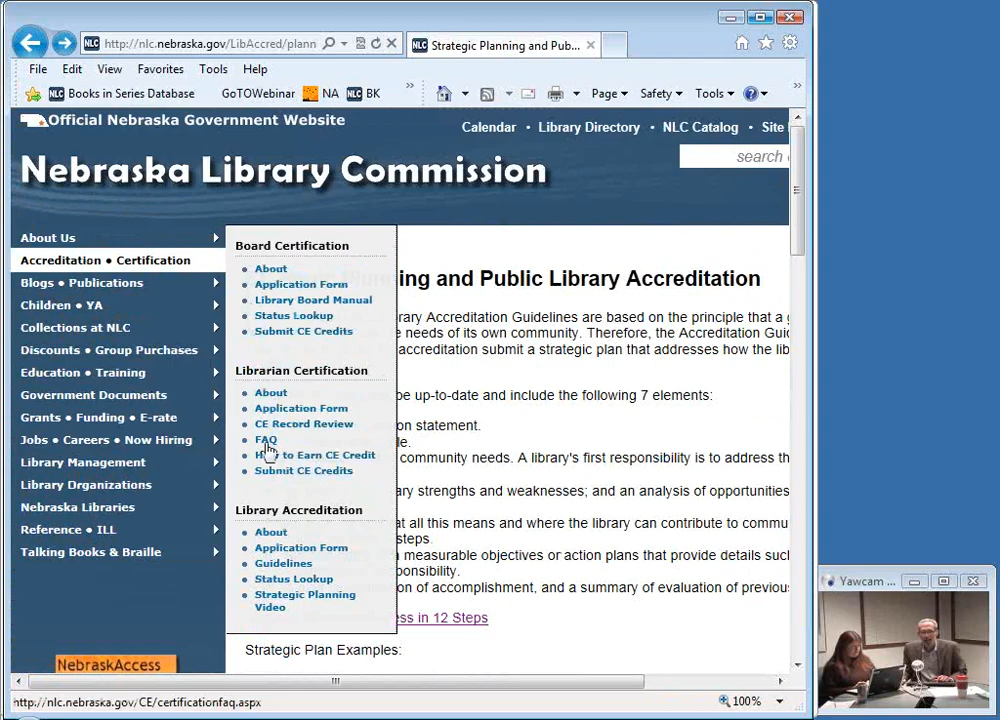 NLC http://nlc.nebraska.gov/LibAccred/plann
NLC Strategic Planning and Pub...
File Edit View Favorites Tools Help
NLC Books in Series Database GoTOWebinar NA NLC BK
Page Safety Tools
Official Nebraska Government Website
Calendar • Library Directory • NLC Catalog • Site
Nebraska Library Commission
search
About Us
Accreditation • Certification
Blogs • Publications
Children • YA
Collections at NLC
Discounts • Group Purchases
Education • Training
Government Documents
Grants • Funding • E-rate
Jobs • Careers • Now Hiring
Library Management
Library Organizations
Nebraska Libraries
Reference • ILL
Talking Books & Braille
NebraskAccess
Board Certification
About
Application Form
Library Board Manual
Status Lookup
Submit CE Credits
Librarian Certification
About
Application Form
CE Record Review
FAQ
How to Earn CE Credit
Submit CE Credits
Library Accreditation
About
Application Form
Guidelines
Status Lookup
Strategic Planning
Video
ing and Public Library Accreditation
rary Accreditation Guidelines are based on the principle that a
e needs of its own community. Therefore, the Accreditation Gui
accreditation submit a strategic plan that addresses how the lib
be up-to-date and include the following 7 elements:
on statement.
le.
community needs. A library's first responsibility is to address th
ary strengths and weaknesses; and an analysis of opportunities
at all this means and where the library can contribute to commu
steps.
a measurable objectives or action plans that provide details suc
ponsibility.
on of accomplishment, and a summary of evaluation of previou
ess in 12 Steps
Strategic Plan Examples:
http://nlc.nebraska.gov/CE/certificationfaq.aspx
100%
Yawcam ...